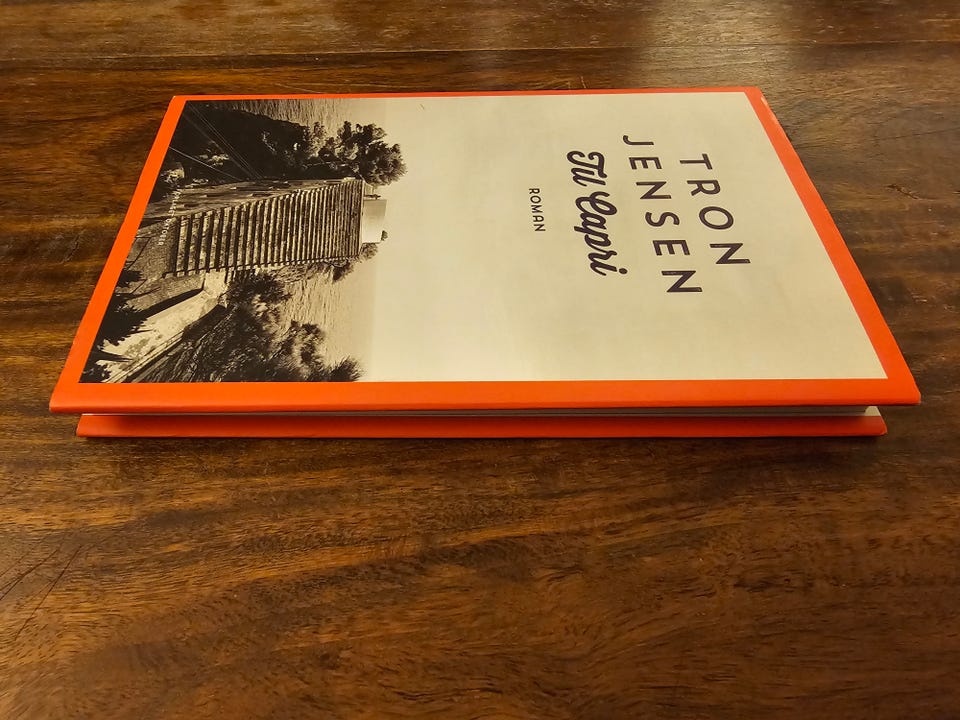 TRON
JENSEN
Til Capri
ROMAN